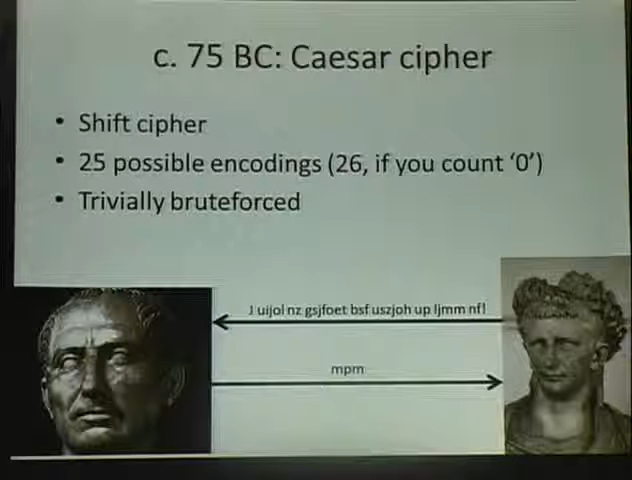 c. 75 BC: Caesar cipher
• Shift cipher
• 25 possible encodings (26, if you count ‘0’)
• Trivially bruteforced
J uijol nz gsjfoet bsf uszjoh up ljmm nf!
mpm